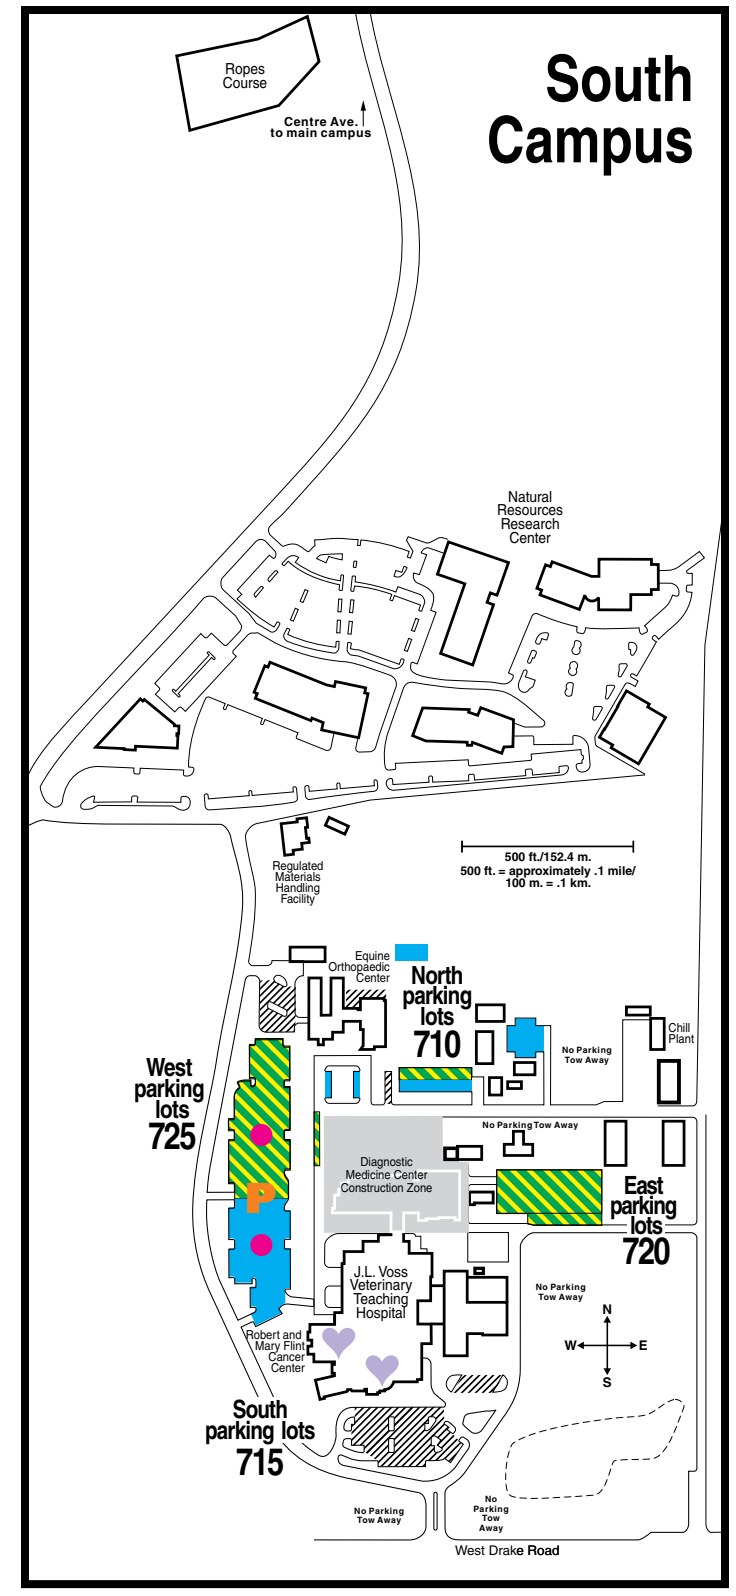 South
Campus
Ropes
Course
Centre Ave.
to main campus
Natural
Resources
Research
Center
500 ft./152.4 m.
500 ft. = approximately .1 mile/
100 m. = .1 km.
Regulated
Materials
Handling
Facility
Equine
Orthopaedic
Center
North
parking
lots
710
Chill
Plant
No Parking
Tow Away
West
parking
lots
725
No Parking Tow Away
Diagnostic
Medicine Center
Construction Zone
P
East
parking
lots
720
J.L. Voss
Veterinary
Teaching
Hospital
No Parking
Tow Away
N
W
E
S
Robert and
Mary Flint
Cancer
Center
South
parking lots
715
No Parking
Tow Away
No
Parking
Tow
Away
West Drake Road